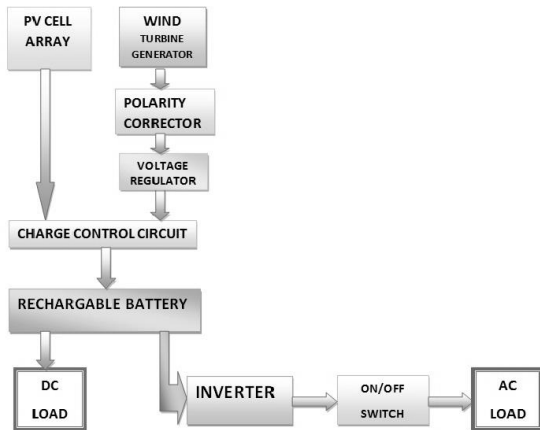 PV CELL
ARRAY
WIND
TURBINE
GENERATOR
POLARITY
CORRECTOR
VOLTAGE
REGULATOR
CHARGE CONTROL CIRCUIT
RECHARGABLE BATTERY
DC
LOAD
INVERTER
ON/OFF
SWITCH
AC
LOAD